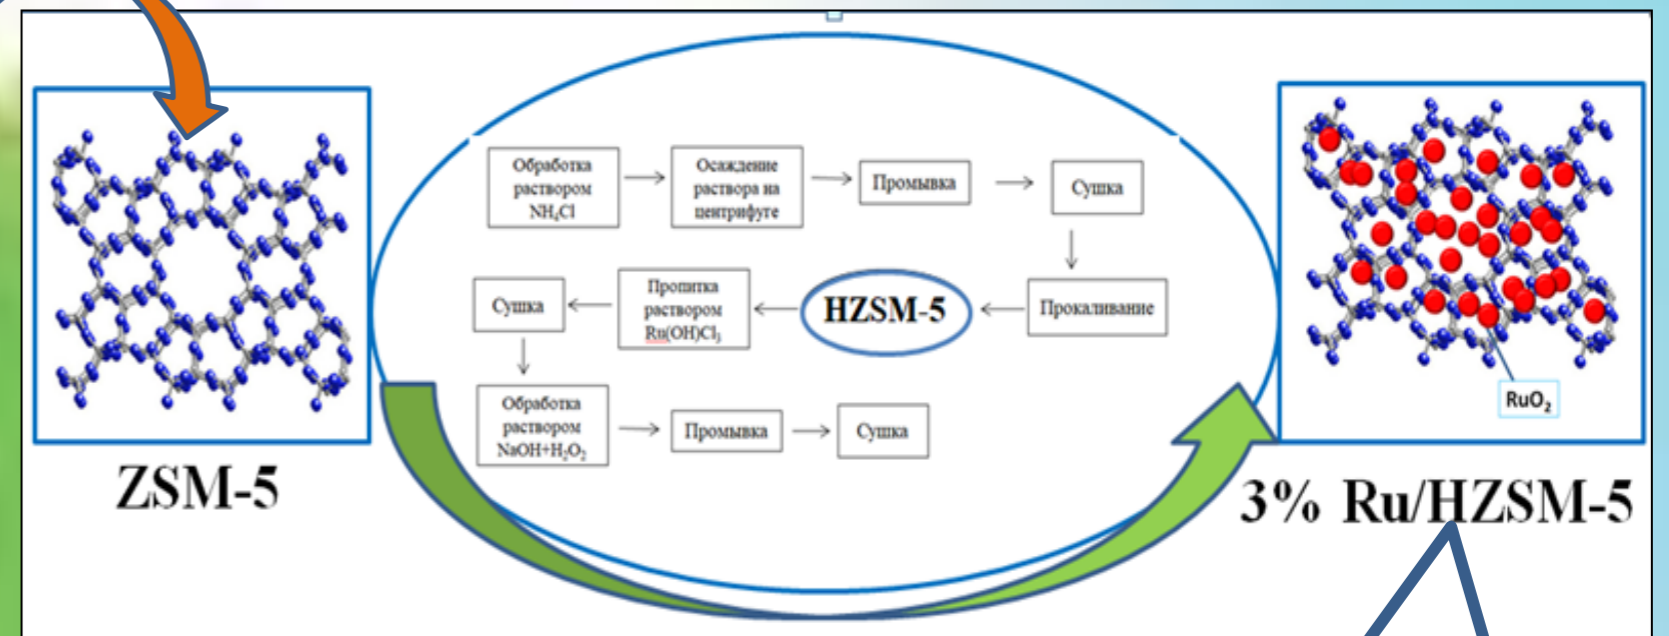 Обработка
раствором
NH₄Cl
Осаждение
раствора на
центрифуге
Промывка
Сушка
Сушка
Пропитка
раствором
Ru(OH)Cl₃
HZSM-5
Прокаливание
Обработка
раствором
NaOH+H₂O₂
Промывка
Сушка
RuO₂
ZSM-5
3% Ru/HZSM-5